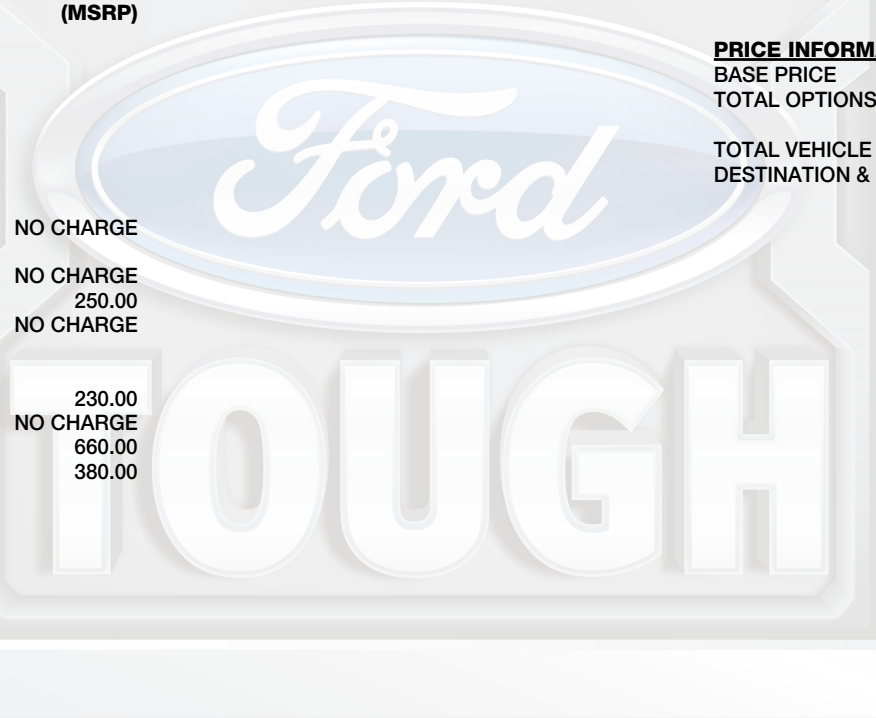 (MSRP)
NO CHARGE
NO CHARGE
250.00
NO CHARGE
230.00
NO CHARGE
660.00
380.00
PRICE INFORM
BASE PRICE
TOTAL OPTIONS
TOTAL VEHICLE
DESTINATION &
Ford
TOUGH